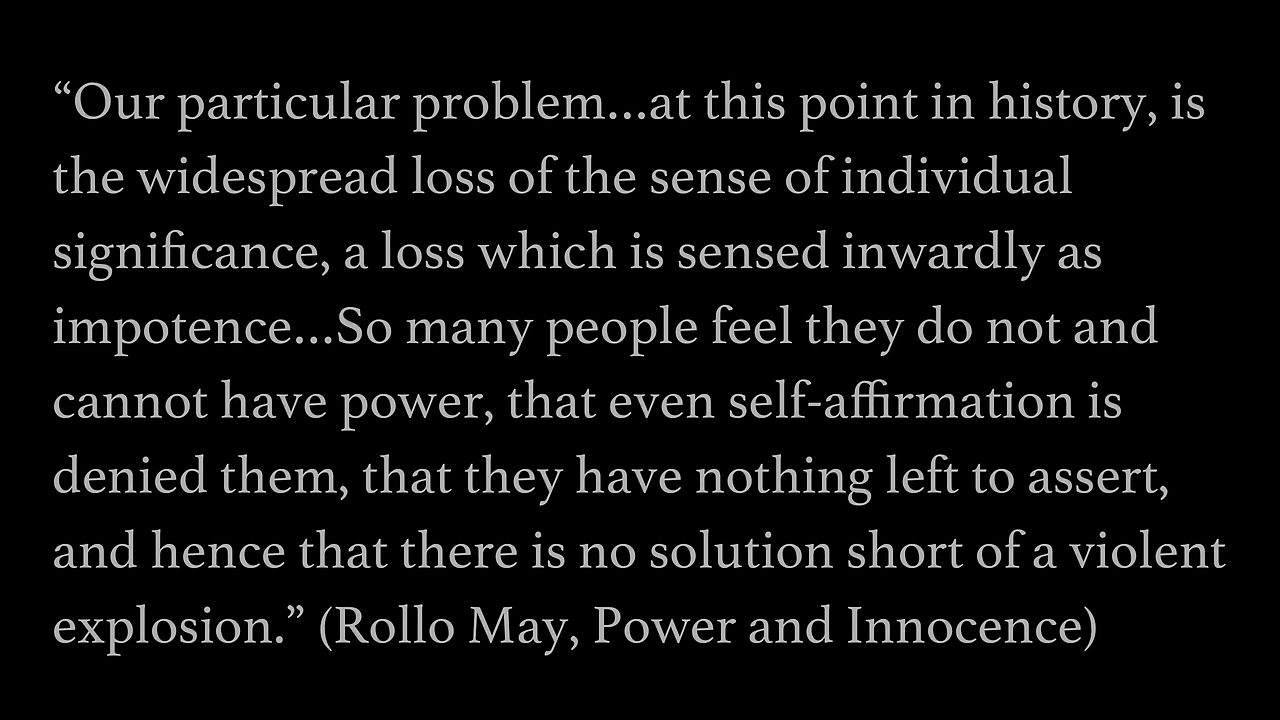 “Our particular problem...at this point in history, is
the widespread loss of the sense of individual
significance, a loss which is sensed inwardly as
impotence...So many people feel they do not and
cannot have power, that even self-affirmation is
denied them, that they have nothing left to assert,
and hence that there is no solution short of a violent
explosion.” (Rollo May, Power and Innocence)